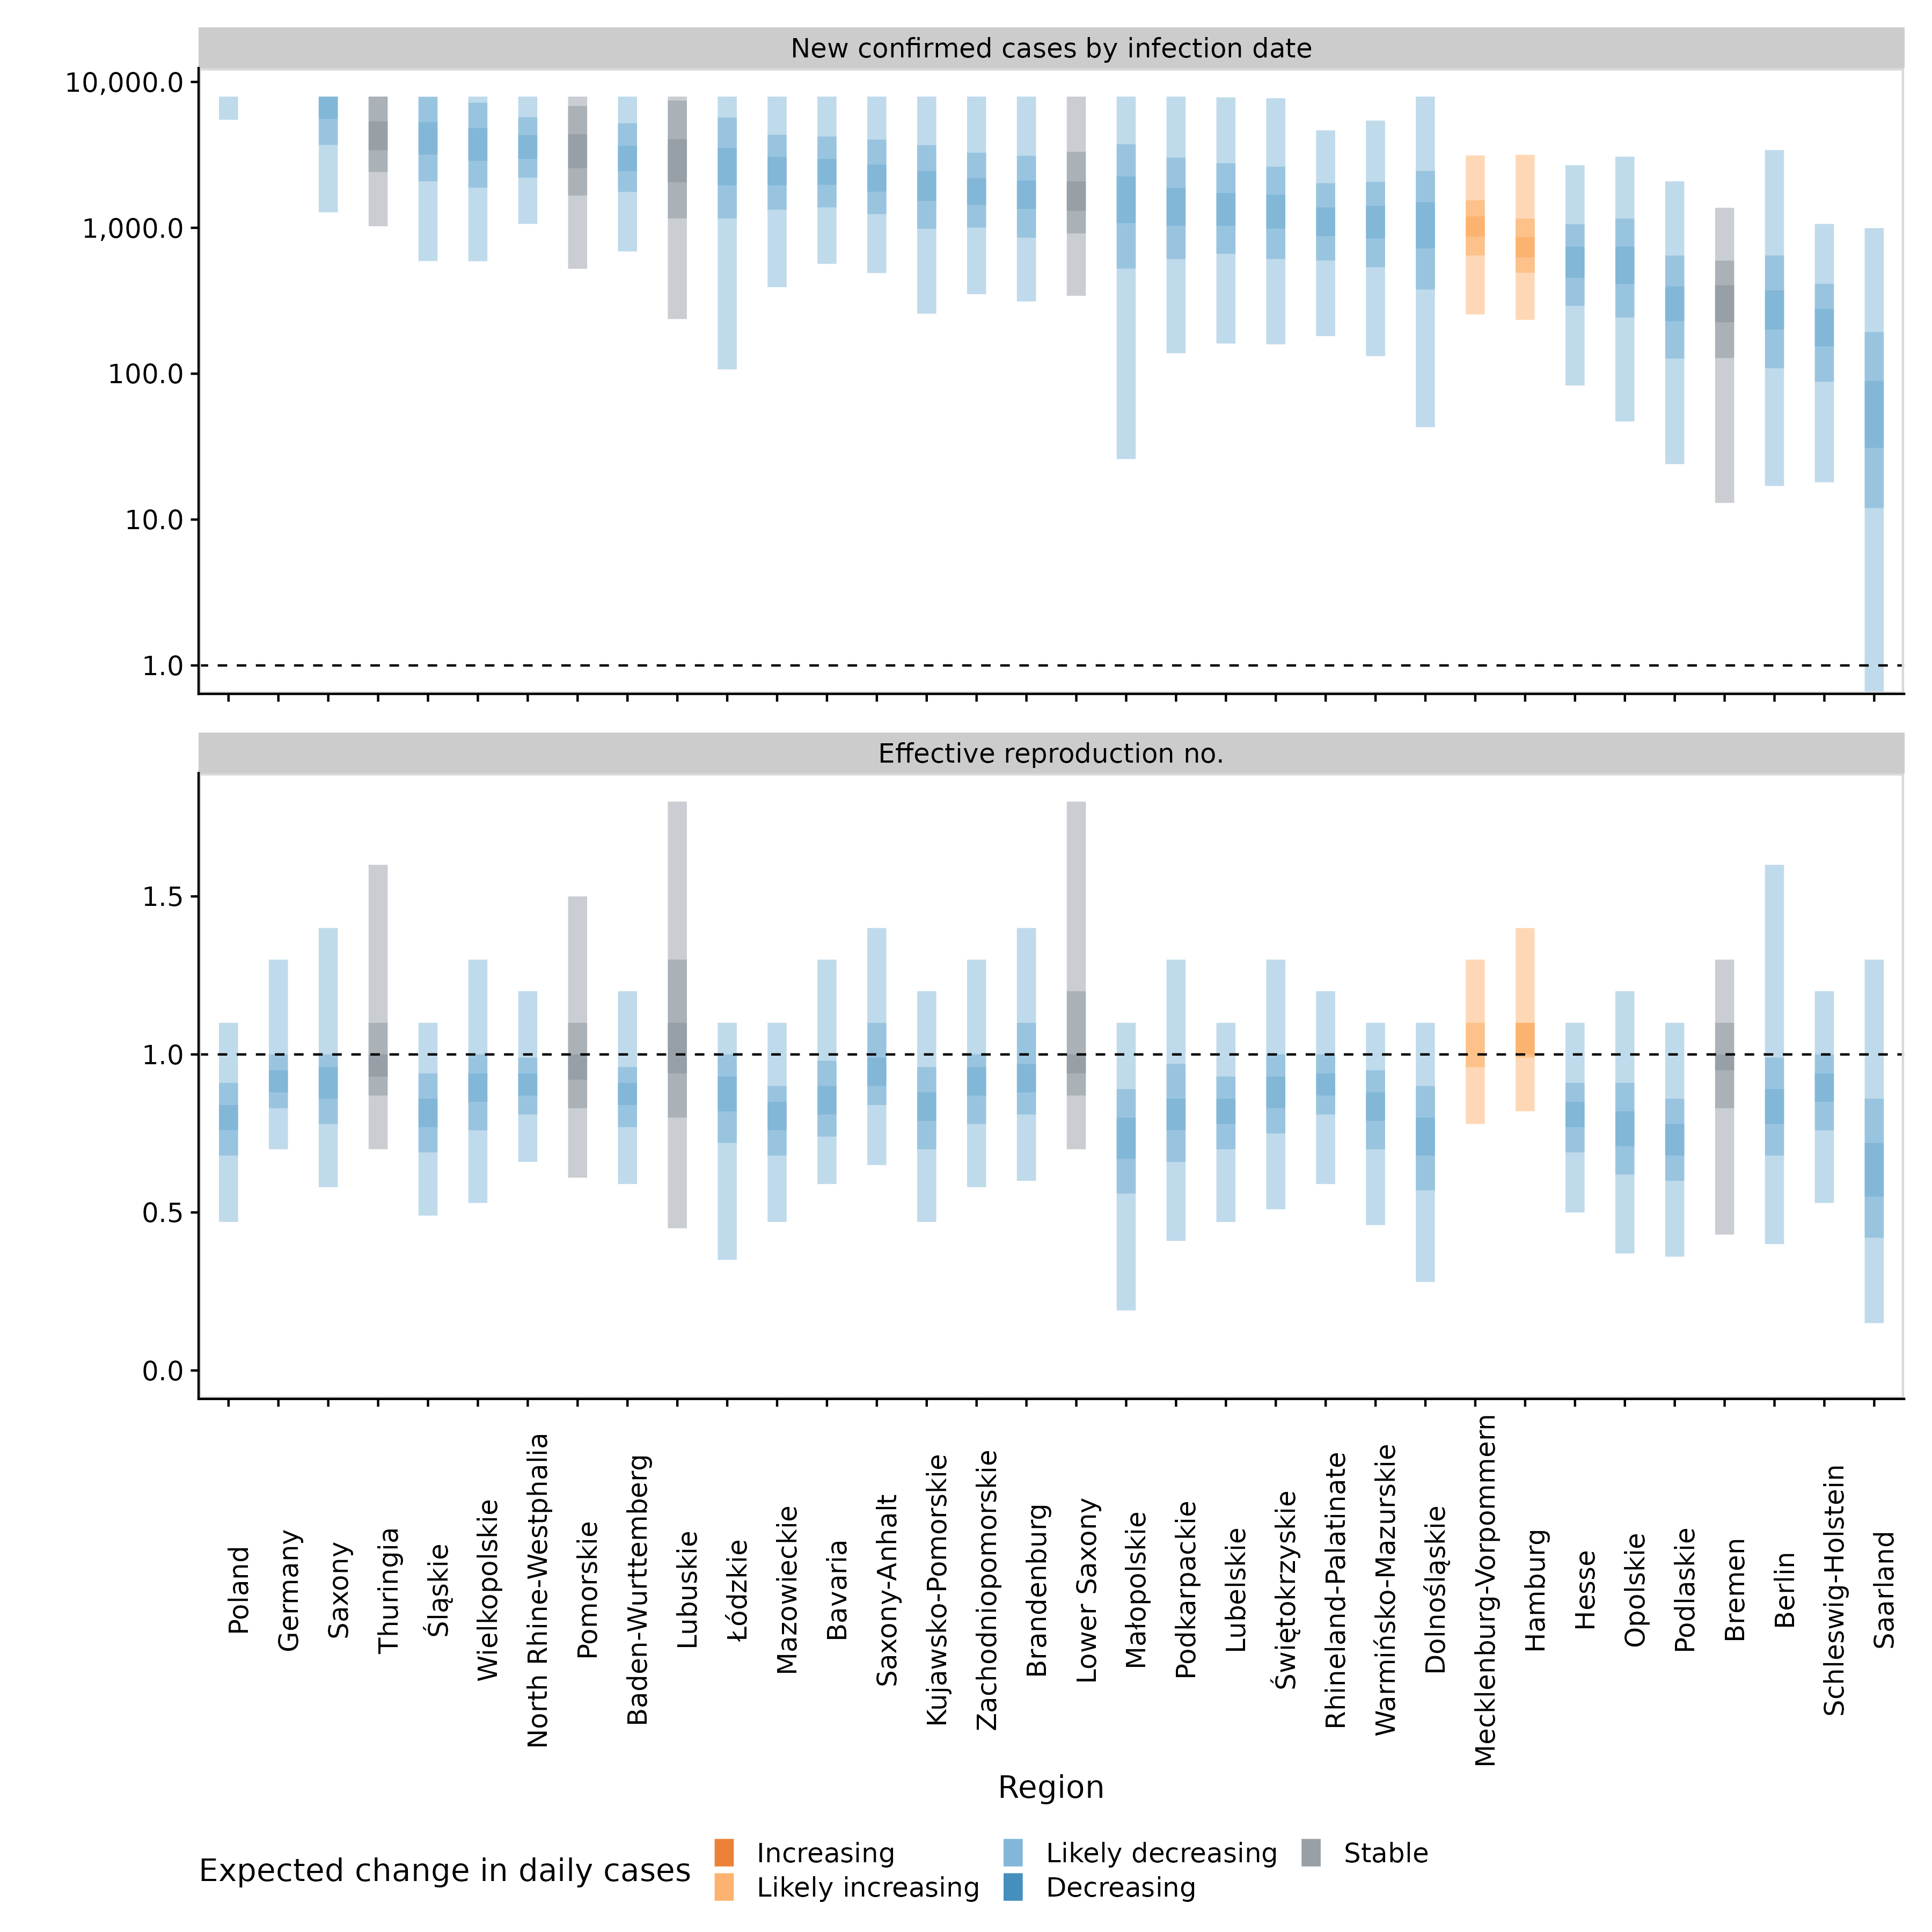 New confirmed cases by infection date
10,000.0
1,000.0
100.0
10.0
1.0
Effective reproduction no.
1.5
1.0
0.5
0.0
Poland
Germany
Saxony
Thuringia
Śląskie
Wielkopolskie
North Rhine-Westphalia
Pomorskie
Baden-Wurttemberg
Lubuskie
Łódzkie
Mazowieckie
Bavaria
Saxony-Anhalt
Kujawsko-Pomorskie
Zachodniopomorskie
Brandenburg
Lower Saxony
Małopolskie
Podkarpackie
Lubelskie
Świętokrzyskie
Rhineland-Palatinate
Warmińsko-Mazurskie
Dolnośląskie
Mecklenburg-Vorpommern
Hamburg
Hesse
Opolskie
Podlaskie
Bremen
Berlin
Schleswig-Holstein
Saarland
Region
Expected change in daily cases
Increasing
Likely increasing
Likely decreasing
Decreasing
Stable